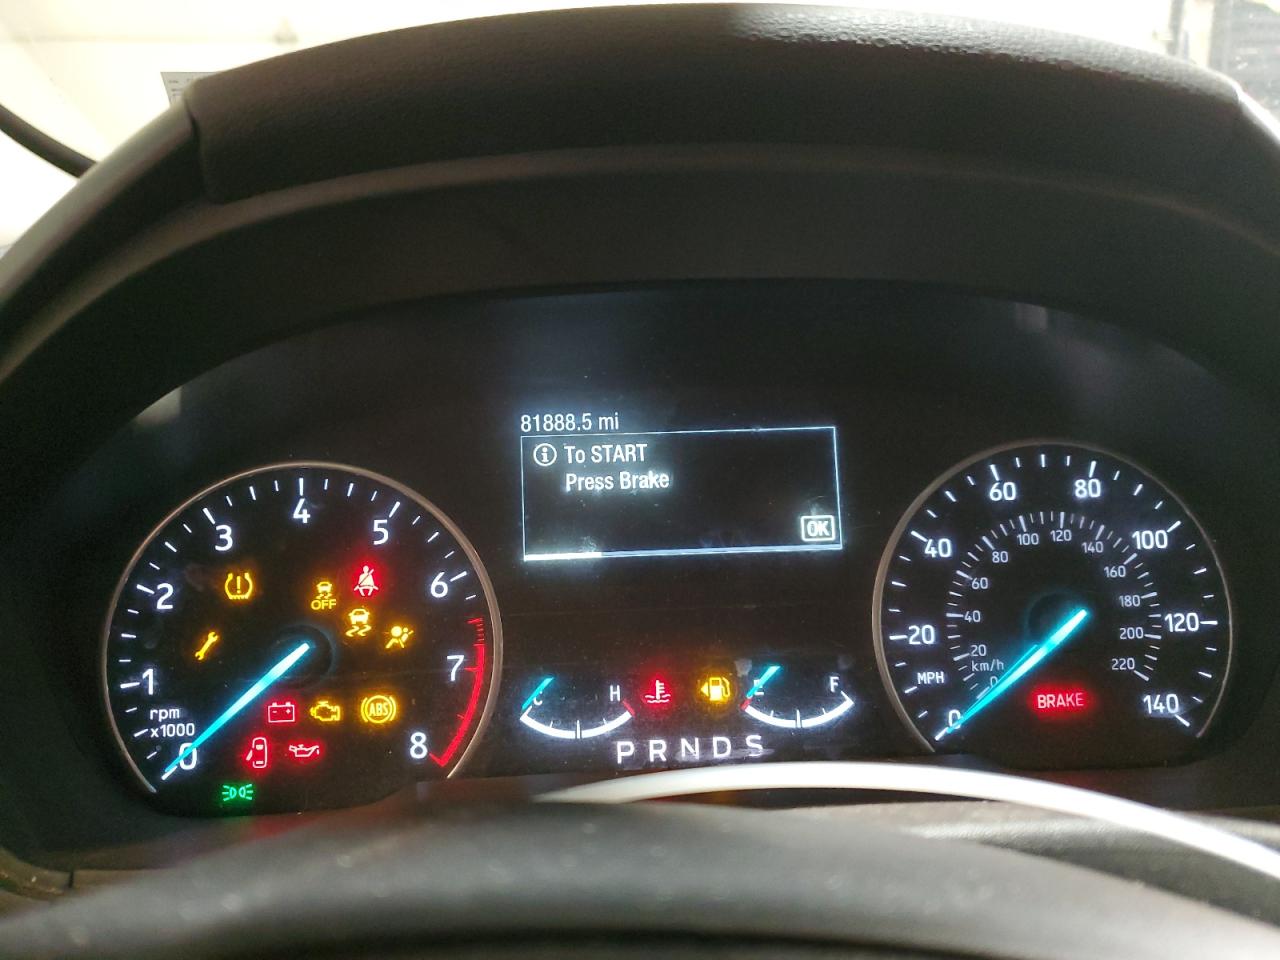 81888.5 mi
To START
Press Brake
OK
0 1 2 3 4 5 6 7 8
rpm
x1000
OFF
ABS
C H
E F
P R N D S
0 20 40 60 80 100 120 140
MPH
0 20 40 60 80 100 120 140 160 180 200 220
km/h
BRAKE